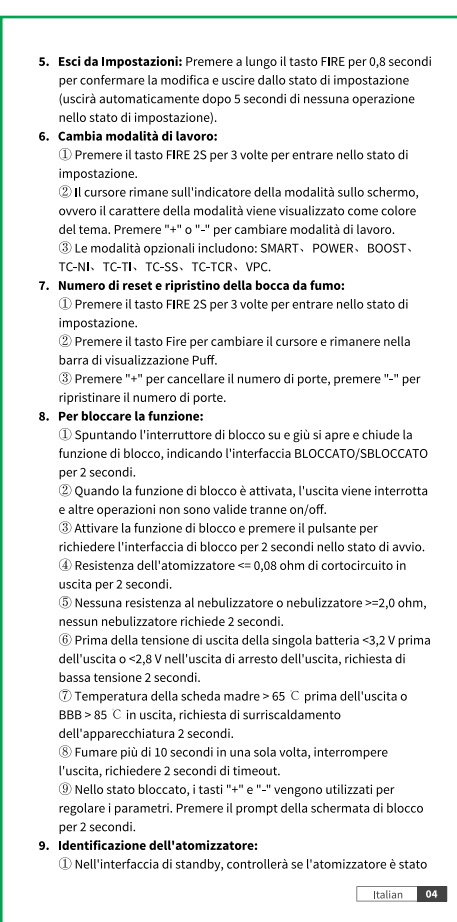 5. Esci da Impostazioni: Premere a lungo il tasto FIRE per 0,8 secondi
per confermare la modifica e uscire dallo stato di impostazione
(uscirà automaticamente dopo 5 secondi di nessuna operazione
nello stato di impostazione).
6. Cambia modalità di lavoro:
① Premere il tasto FIRE 2S per 3 volte per entrare nello stato di
impostazione.
② Il cursore rimane sull'indicatore della modalità sullo schermo,
ovvero il carattere della modalità viene visualizzato come colore
del tema. Premere "+" o "-" per cambiare modalità di lavoro.
③ Le modalità opzionali includono: SMART、POWER、BOOST、
TC-NI、TC-TI、TC-SS、TC-TCR、VPC.
7. Numero di reset e ripristino della bocca da fumo:
① Premere il tasto FIRE 2S per 3 volte per entrare nello stato di
impostazione.
② Premere il tasto Fire per cambiare il cursore e rimanere nella
barra di visualizzazione Puff.
③ Premere "+" per cancellare il numero di porte, premere "-" per
ripristinare il numero di porte.
8. Per bloccare la funzione:
① Spuntando l'interruttore di blocco su e giù si apre e chiude la
funzione di blocco, indicando l'interfaccia BLOCCATO/SBLOCCATO
per 2 secondi.
② Quando la funzione di blocco è attivata, l'uscita viene interrotta
e altre operazioni non sono valide tranne on/off.
③ Attivare la funzione di blocco e premere il pulsante per
richiedere l'interfaccia di blocco per 2 secondi nello stato di avvio.
④ Resistenza dell'atomizzatore <= 0,08 ohm di cortocircuito in
uscita per 2 secondi.
⑤ Nessuna resistenza al nebulizzatore o nebulizzatore >=2,0 ohm,
nessun nebulizzatore richiede 2 secondi.
⑥ Prima della tensione di uscita della singola batteria <3,2 V prima
dell'uscita o <2,8 V nell'uscita di arresto dell'uscita, richiesta di
bassa tensione 2 secondi.
⑦ Temperatura della scheda madre > 65 ℃ prima dell'uscita o
BBB > 85 ℃ in uscita, richiesta di surriscaldamento
dell'apparecchiatura 2 secondi.
⑧ Fumare più di 10 secondi in una sola volta, interrompere
l'uscita, richiedere 2 secondi di timeout.
⑨ Nello stato bloccato, i tasti "+" e "-" vengono utilizzati per
regolare i parametri. Premere il prompt della schermata di blocco
per 2 secondi.
9. Identificazione dell'atomizzatore:
① Nell'interfaccia di standby, controllerà se l'atomizzatore è stato
Italian 04